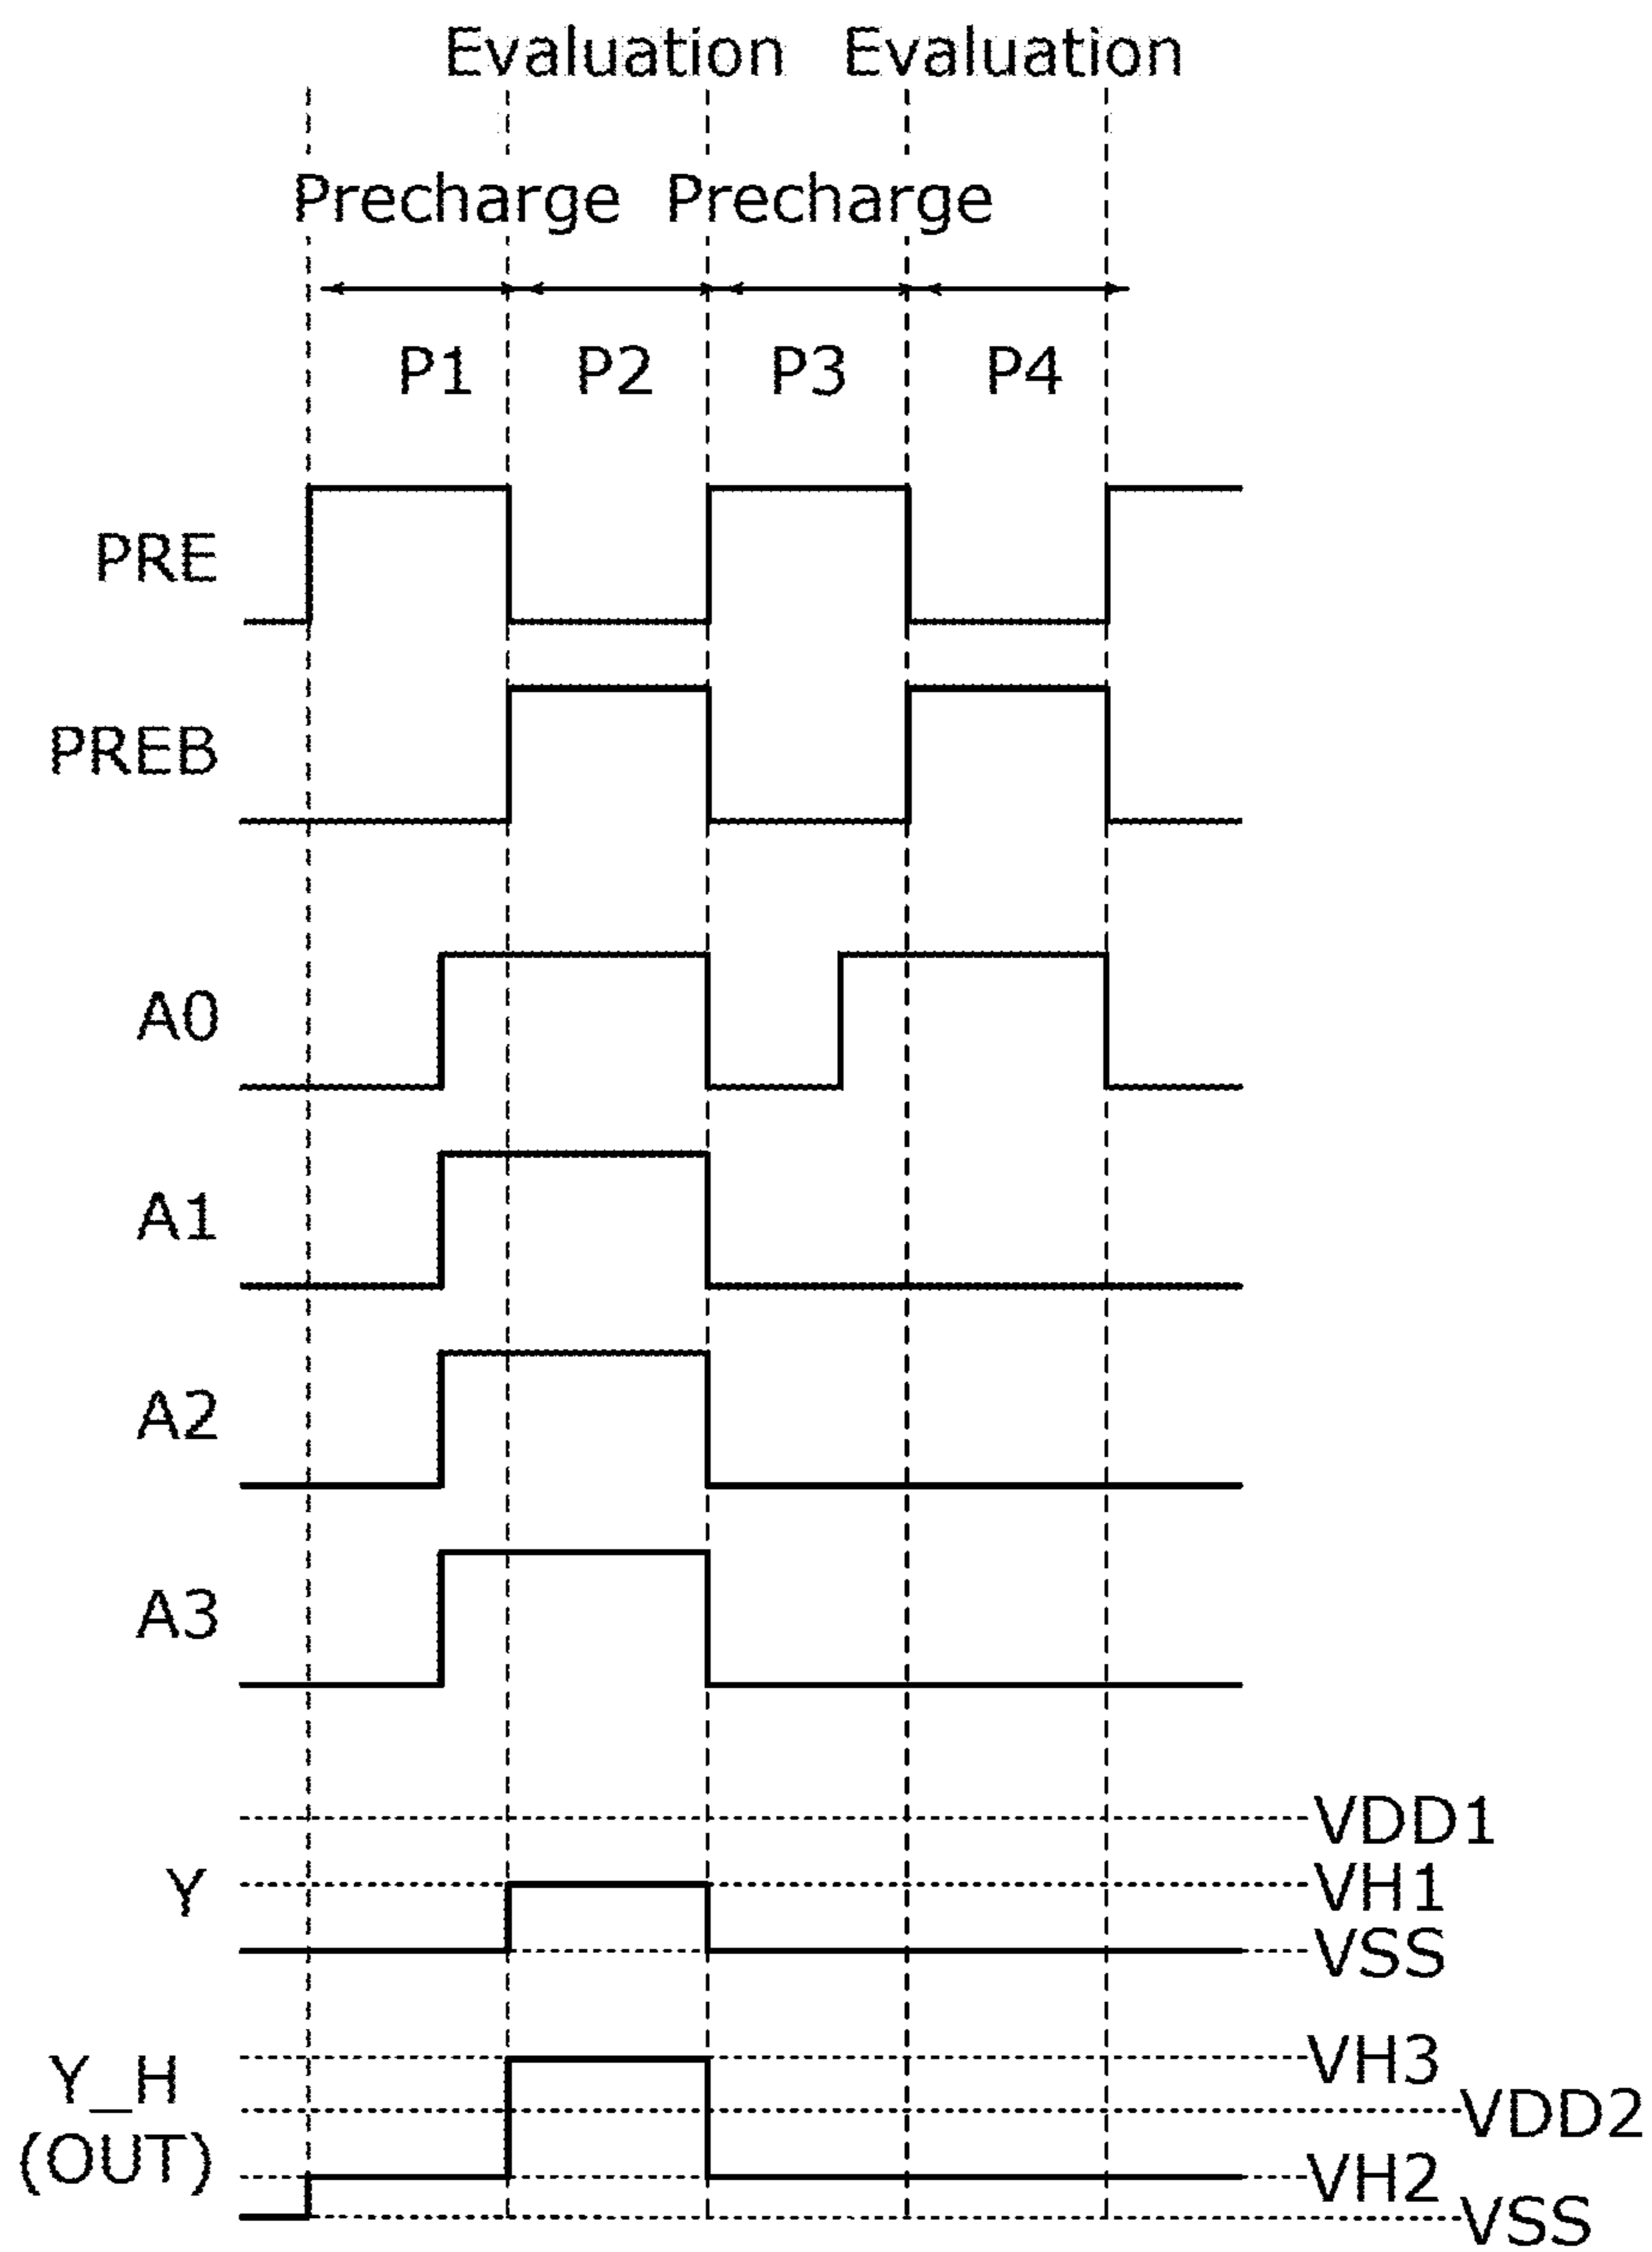 Evaluation Evaluation
Precharge Precharge
P1 P2 P3 P4
PRE
PREB
A0
A1
A2
A3
VDD1
Y VH1
VSS
Y_H VH3
VDD2
(OUT) VH2
VSS